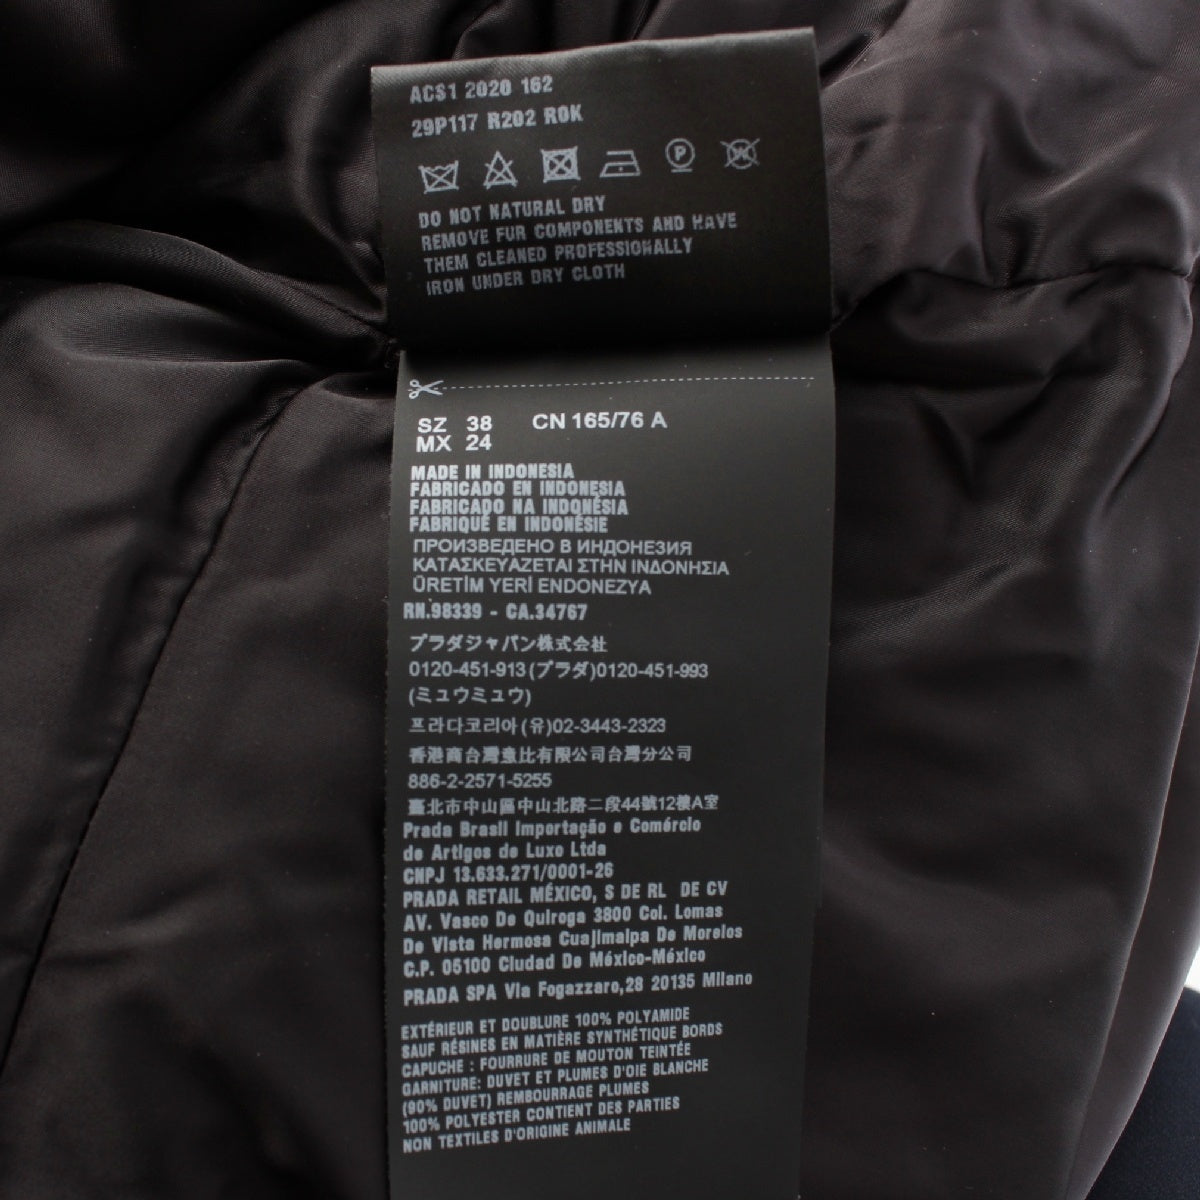 ACS1 2020 162
29P117 R202 R0K
P
W
DO NOT NATURAL DRY
REMOVE FUR COMPONENTS AND HAVE
THEM CLEANED PROFESSIONALLY
IRON UNDER DRY CLOTH
SZ 38 CN 165/76 A
MX 24
MADE IN INDONESIA
FABRICADO EN INDONESIA
FABRICADO NA INDONÉSIA
FABRIQUÉ EN INDONÉSIE
ПРОИЗВЕДЕНО В ИНДОНЕЗИЯ
ΚΑΤΑΣΚΕΥΑΖΕΤΑΙ ΣΤΗΝ ΙΝΔΟΝΗΣΙΑ
ÜRETİM YERİ ENDONEZYA
RN.98339 - CA.34767
プラダジャパン株式会社
0120-451-913(プラダ)0120-451-993
(ミュウミュウ)
프라다코리아(유)02-3443-2323
香港商台灣意比有限公司台灣分公司
886-2-2571-5255
臺北市中山區中山北路二段44號12樓A室
Prada Brasil Importação e Comércio
de Artigos de Luxo Ltda
CNPJ 13.633.271/0001-26
PRADA RETAIL MÉXICO, S DE RL DE CV
AV. Vasco De Quiroga 3800 Col. Lomas
De Vista Hermosa Cuajimalpa De Morelos
C.P. 05100 Ciudad De México-México
PRADA SPA Via Fogazzaro,28 20135 Milano
EXTÉRIEUR ET DOUBLURE 100% POLYAMIDE
SAUF RÉSINES EN MATIÈRE SYNTHÉTIQUE BORDS
CAPUCHE : FOURRURE DE MOUTON TEINTÉE
GARNITURE: DUVET ET PLUMES D'OIE BLANCHE
(90% DUVET) REMBOURRAGE PLUMES
100% POLYESTER CONTIENT DES PARTIES
NON TEXTILES D'ORIGINE ANIMALE